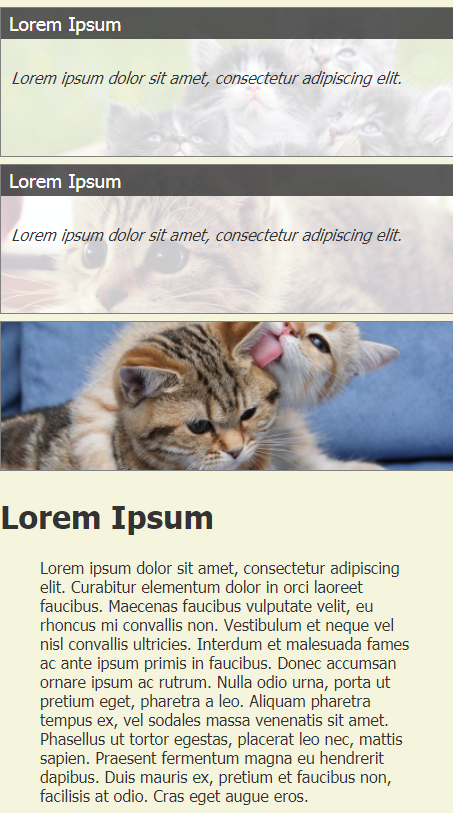 Lorem Ipsum
Lorem ipsum dolor sit amet, consectetur adipiscing elit.
Lorem Ipsum
Lorem ipsum dolor sit amet, consectetur adipiscing elit.
Lorem Ipsum
Lorem ipsum dolor sit amet, consectetur adipiscing
elit. Curabitur elementum dolor in orci laoreet
faucibus. Maecenas faucibus vulputate velit, eu
rhoncus mi convallis non. Vestibulum et neque vel
nisl convallis ultricies. Interdum et malesuada fames
ac ante ipsum primis in faucibus. Donec accumsan
ornare ipsum ac rutrum. Nulla odio urna, porta ut
pretium eget, pharetra a leo. Aliquam pharetra
tempus ex, vel sodales massa venenatis sit amet.
Phasellus ut tortor egestas, placerat leo nec, mattis
sapien. Praesent fermentum magna eu hendrerit
dapibus. Duis mauris ex, pretium et faucibus non,
facilisis at odio. Cras eget augue eros.